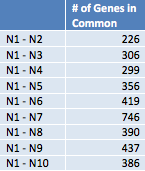 # of Genes in
Common
N1 - N2 226
N1 - N3 306
N1 - N4 299
N1 - N5 356
N1 - N6 419
N1 - N7 746
N1 - N8 390
N1 - N9 437
N1 - N10 386